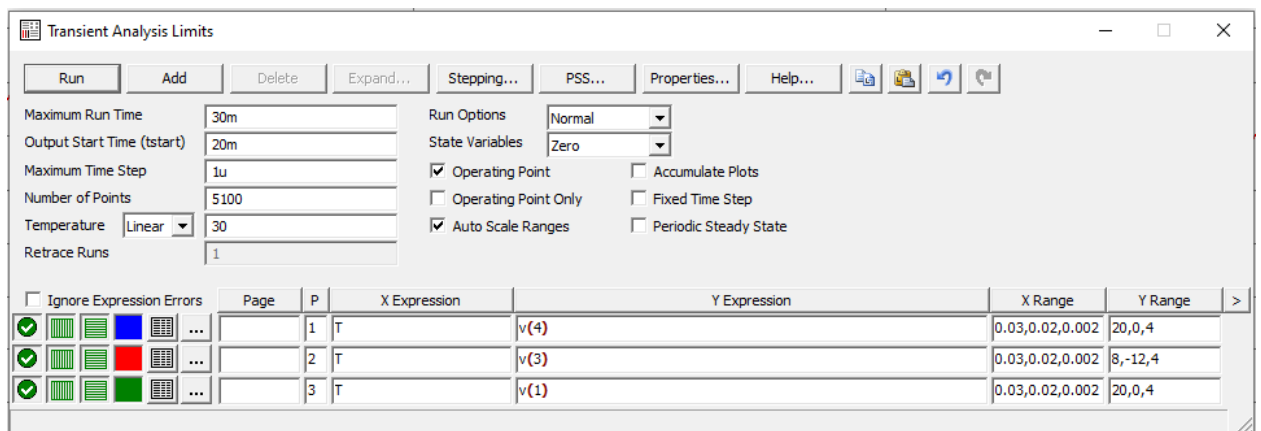 Transient Analysis Limits
Run Add Delete Expand... Stepping... PSS... Properties... Help...
Maximum Run Time 30m Run Options Normal
Output Start Time (tstart) 20m State Variables Zero
Maximum Time Step 1u Operating Point Accumulate Plots
Number of Points 5100 Operating Point Only Fixed Time Step
Temperature Linear 30 Auto Scale Ranges Periodic Steady State
Retrace Runs 1
Ignore Expression Errors Page P X Expression Y Expression X Range Y Range >
... 1 T v(4) 0.03,0.02,0.002 20,0,4
... 2 T v(3) 0.03,0.02,0.002 8,-12,4
... 3 T v(1) 0.03,0.02,0.002 20,0,4